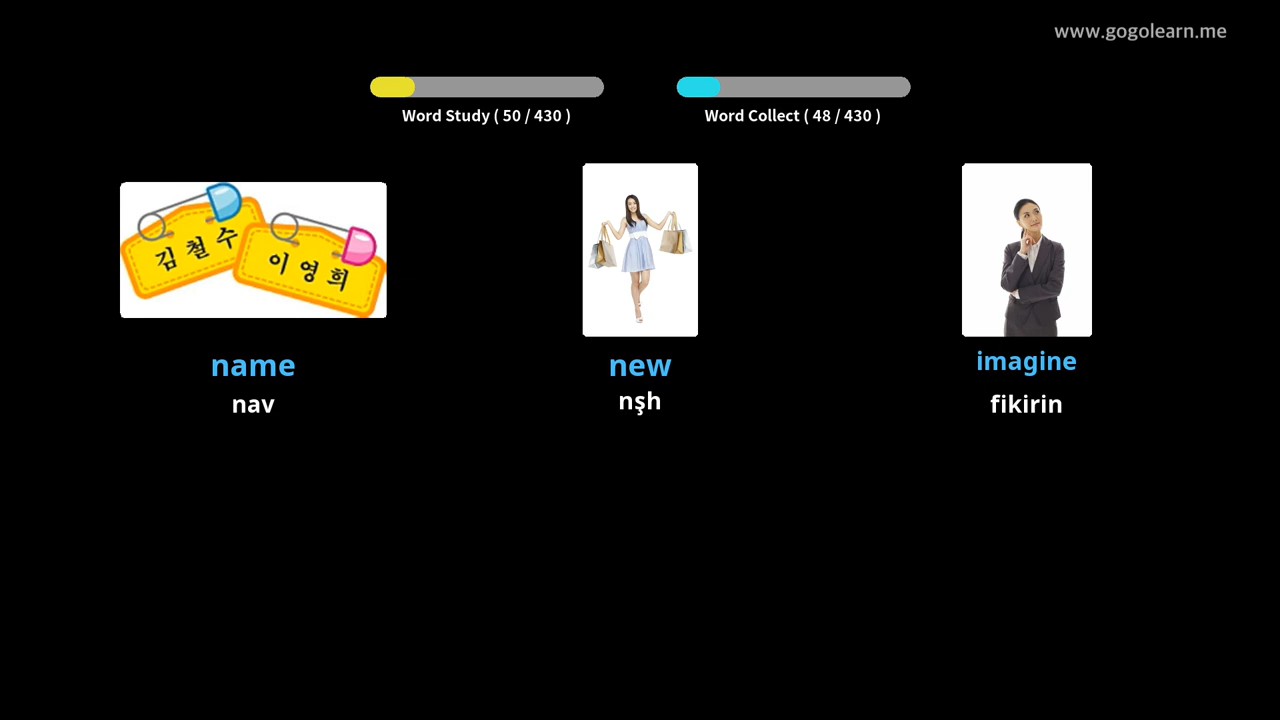 www.gogolearn.me
Word Study ( 50 / 430 )
Word Collect ( 48 / 430 )
김철수
이영희
name
nav
new
nşh
imagine
fikirin